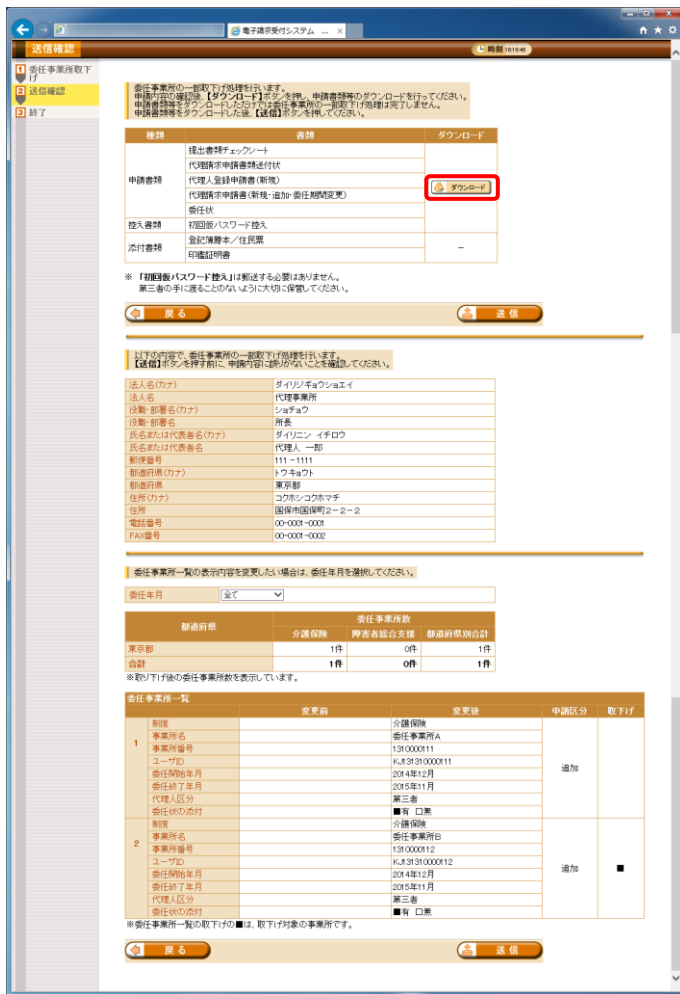 電子請求受付システム ... ×
送信確認
時刻 16:18:49
1 委任事業所取下げ
2 送信確認
3 終了
委任事業所の一部取下げ処理を行います。
申請内容の確認後、【ダウンロード】ボタンを押し、申請書類等のダウンロードを行ってください。
申請書類等をダウンロードしただけでは委任事業所の一部取下げ処理は完了しません。
申請書類等をダウンロードした後、【送信】ボタンを押してください。
種類 書類 ダウンロード
申請書類
提出書類チェックシート
代理請求申請書類送付状
代理人登録申請書(新規)
代理請求申請書(新規・追加・委任期間変更)
委任状
ダウンロード
控え書類 初回仮パスワード控え
添付書類
登記簿謄本/住民票
印鑑証明書
－
※ 「初回仮パスワード控え」は郵送する必要はありません。
第三者の手に渡ることのないように大切に保管してください。
戻る 送信
以下の内容で、委任事業所の一部取下げ処理を行います。
【送信】ボタンを押す前に、申請内容に誤りがないことを確認してください。
法人名(カナ) ダイリジギョウショエイ
法人名 代理事業所
役職・部署名(カナ) ショチョウ
役職・部署名 所長
氏名または代表者名(カナ) ダイリニン イチロウ
氏名または代表者名 代理人 一郎
郵便番号 111-1111
都道府県(カナ) トウキョウト
都道府県 東京都
住所(カナ) コクホシコクホマチ
住所 国保市国保町2-2-2
電話番号 00-0001-0001
FAX番号 00-0001-0002
委任事業所一覧の表示内容を変更したい場合は、委任年月を選択してください。
委任年月 全て
都道府県 委任事業所数
介護保険 障害者総合支援 都道府県別合計
東京都 1件 0件 1件
合計 1件 0件 1件
※取り下げ後の委任事業所数を表示しています。
委任事業所一覧
変更前 変更後 申請区分 取下げ
1
制度 介護保険
事業所名 委任事業所A
事業所番号 1310000111
ユーザID KJ131310000111
委任開始年月 2014年12月
委任終了年月 2015年11月
代理人区分 第三者
委任状の添付 ■有 □無
追加
2
制度 介護保険
事業所名 委任事業所B
事業所番号 1310000112
ユーザID KJ131310000112
委任開始年月 2014年12月
委任終了年月 2015年11月
代理人区分 第三者
委任状の添付 ■有 □無
追加 ■
※委任事業所一覧の取下げの■は、取下げ対象の事業所です。
戻る 送信